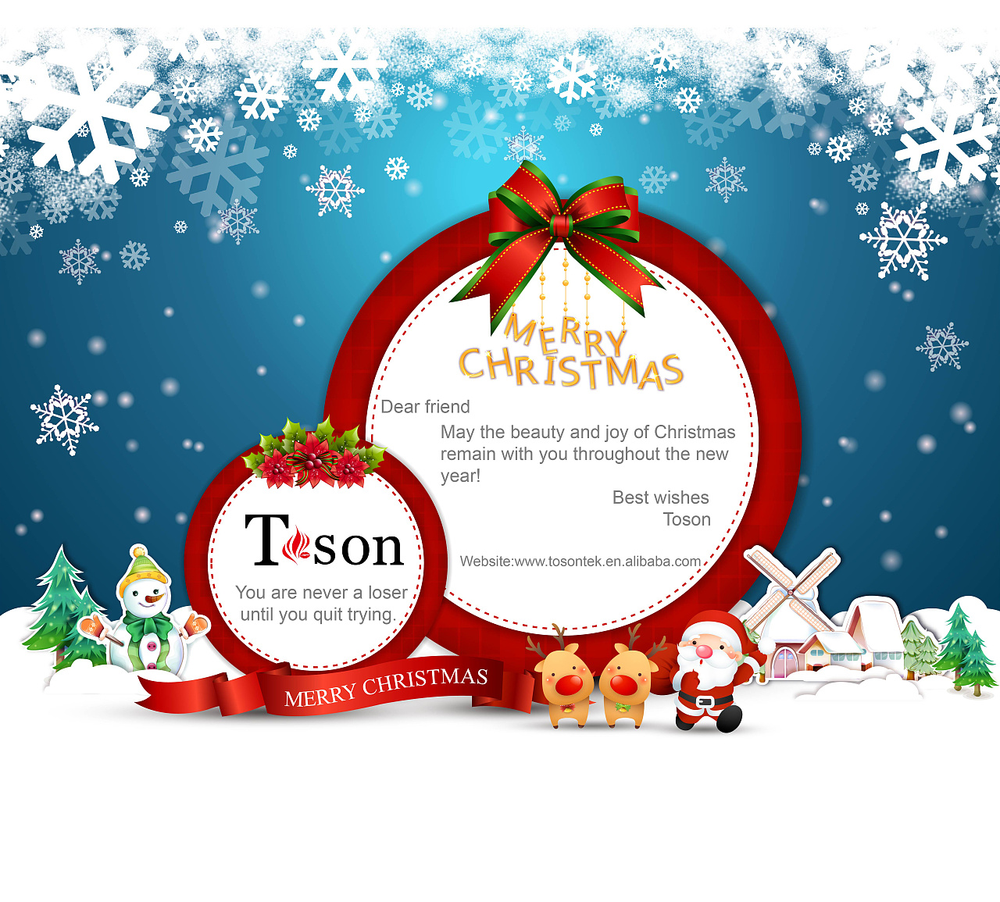 MERRY
CHRISTMAS
Dear friend
May the beauty and joy of Christmas
remain with you throughout the new
year!
Best wishes
Toson
Website:www.tosontek.en.alibaba.com
Toson
You are never a loser
until you quit trying.
MERRY CHRISTMAS